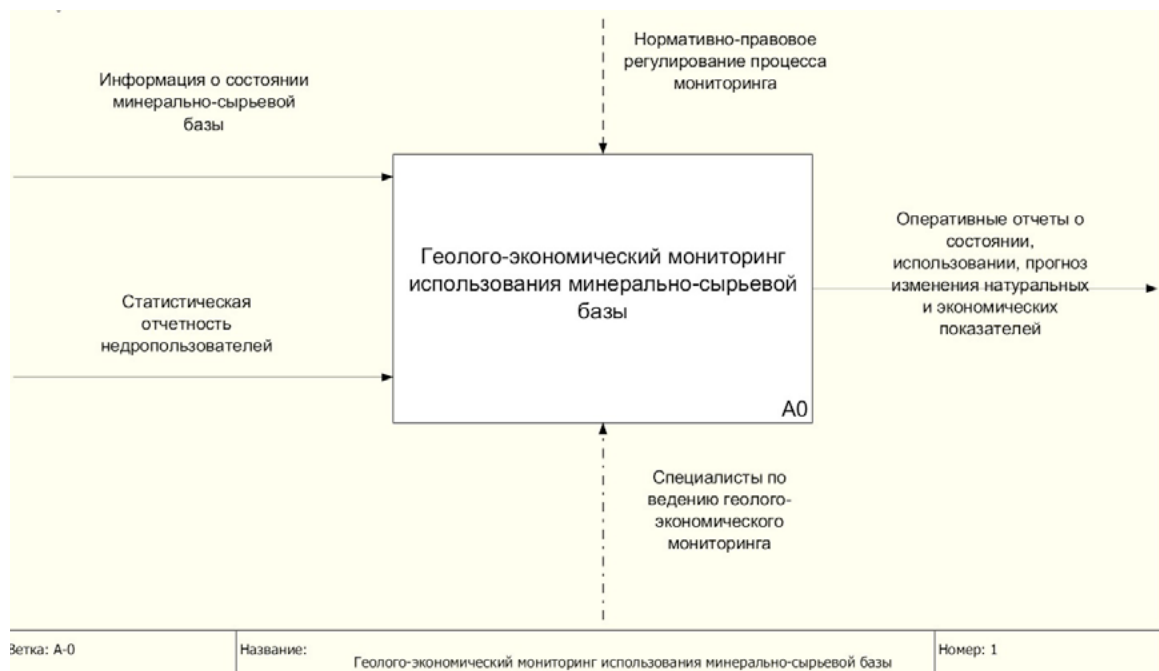 Нормативно-правовое
регулирование процесса
мониторинга
Информация о состоянии
минерально-сырьевой
базы
Геолого-экономический мониторинг
использования минерально-сырьевой
базы
Оперативные отчеты о
состоянии,
использовании, прогноз
изменения натуральных
и экономических
показателей
Статистическая
отчетность
недропользователей
A0
Специалисты по
ведению геолого-
экономического
мониторинга
Ветка: A-0
Название:
Геолого-экономический мониторинг использования минерально-сырьевой базы
Номер: 1